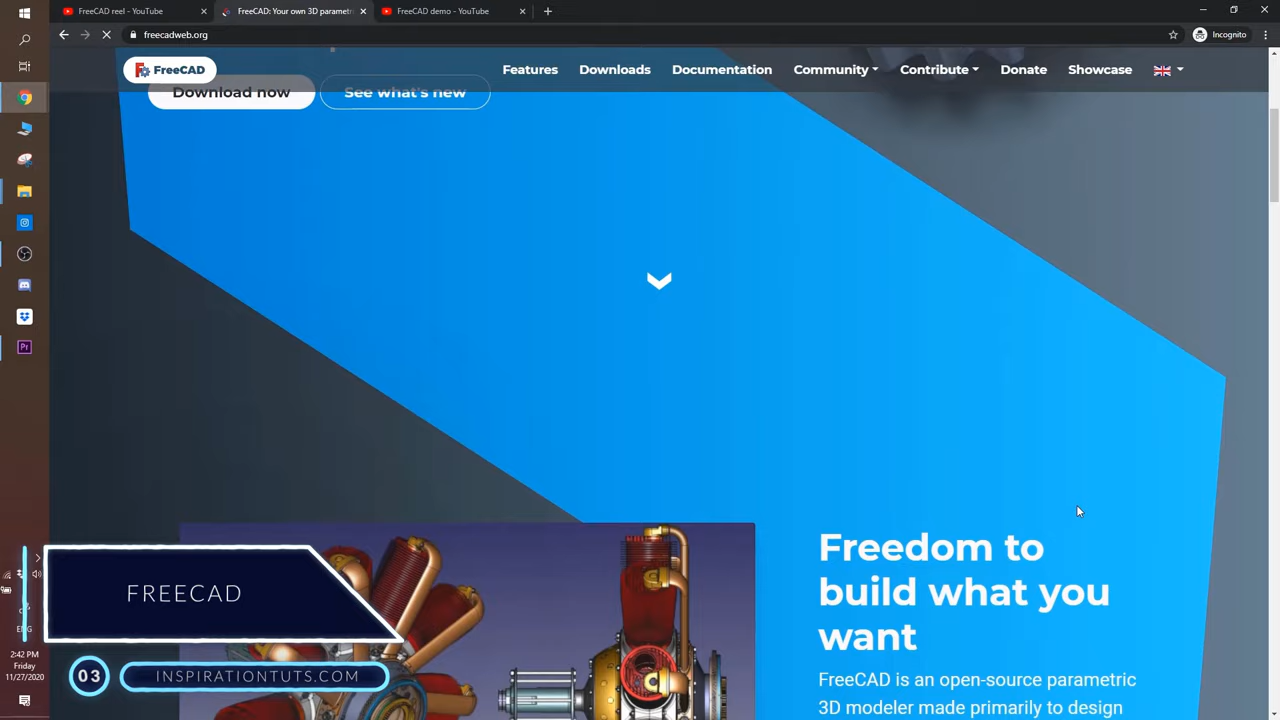 FreeCAD reel - YouTube
FreeCAD: Your own 3D parametri
FreeCAD demo - YouTube
freecadweb.org
Incognito
FreeCAD
Features
Downloads
Documentation
Community
Contribute
Donate
Showcase
Download now
See what's new
Freedom to
build what you
want
FreeCAD is an open-source parametric
3D modeler made primarily to design
FREECAD
03
INSPIRATIONTUTS.COM
Pr
ENG
2:42 PM
Friday
11/27/2020